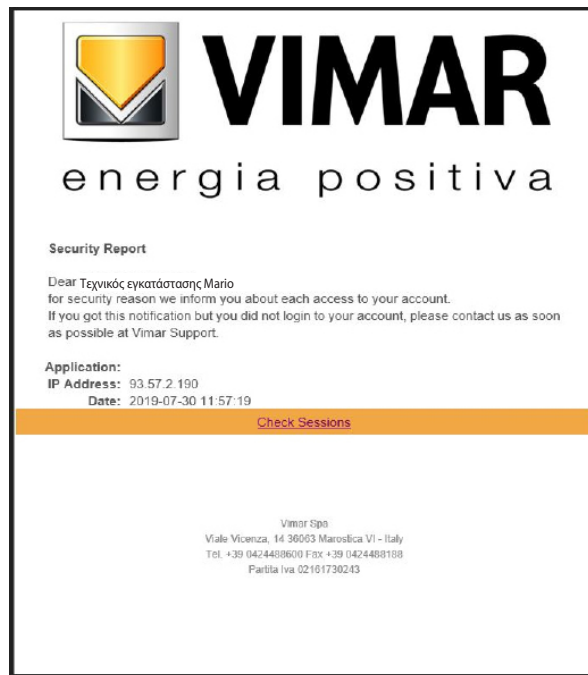 VIMAR
energia positiva
Security Report
Dear Τεχνικός εγκατάστασης Mario
for security reason we inform you about each access to your account.
If you got this notification but you did not login to your account, please contact us as soon
as possible at Vimar Support.
Application:
IP Address: 93.57.2.190
Date: 2019-07-30 11:57:19
Check Sessions
Vimar Spa
Viale Vicenza, 14 36063 Marostica VI - Italy
Tel. +39 0424488600 Fax +39 0424488188
Partita Iva 02161730243